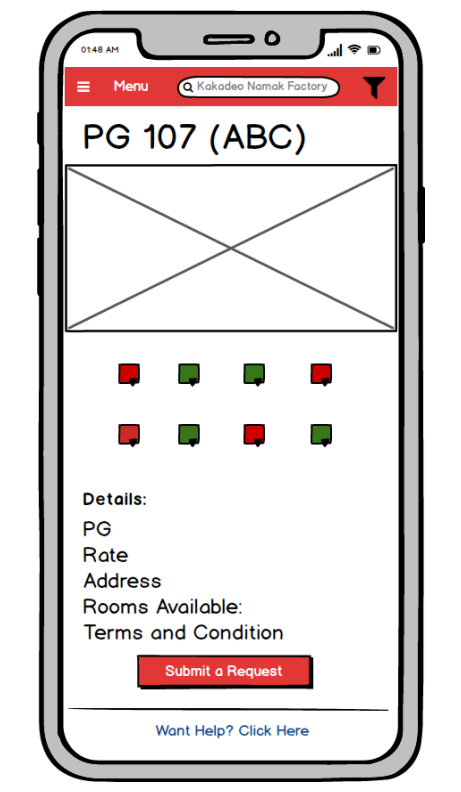 01:48 AM
Menu
Kakadeo Namak Factory
PG 107 (ABC)
Details:
PG
Rate
Address
Rooms Available:
Terms and Condition
Submit a Request
Want Help? Click Here